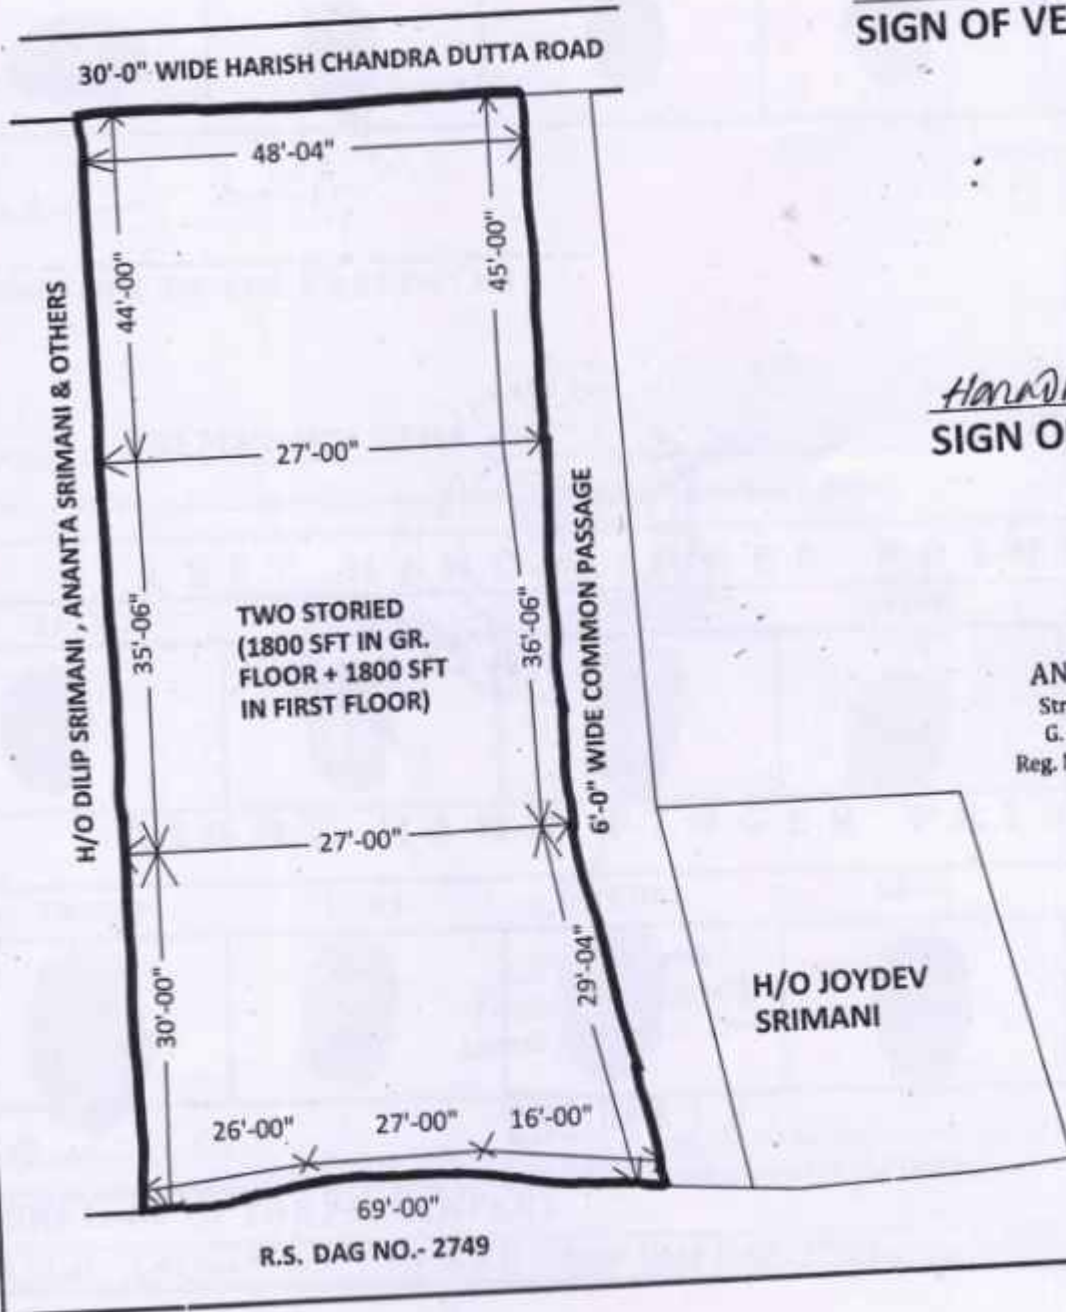 SIGN OF VE
30'-0" WIDE HARISH CHANDRA DUTTA ROAD
48'-04"
44'-00"
45'-00"
H/O DILIP SRIMANI , ANANTA SRIMANI & OTHERS
SIGN O
27'-00"
6'-0" WIDE COMMON PASSAGE
35'-06"
36'-06"
TWO STORIED
(1800 SFT IN GR.
FLOOR + 1800 SFT
IN FIRST FLOOR)
AN
Str
G.
Reg.
27'-00"
30'-00"
29'-04"
H/O JOYDEV
SRIMANI
26'-00"
27'-00"
16'-00"
69'-00"
R.S. DAG NO.- 2749